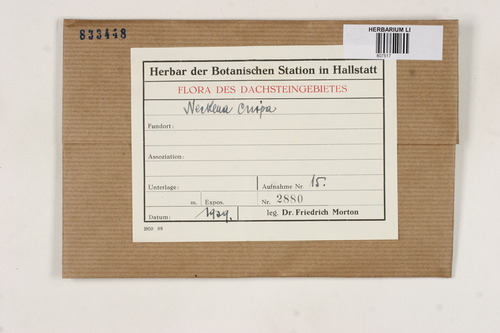 833448
HERBARIUM LI
Herbar der Botanischen Station in Hallstatt
FLORA DES DACHSTEINGEBIETES
Neckera crispa
Fundort:
Assoziation:
Unterlage:
Aufnahme Nr. 15.
m. Expos.
Nr. 2880
Datum: 1929.
leg. Dr. Friedrich Morton